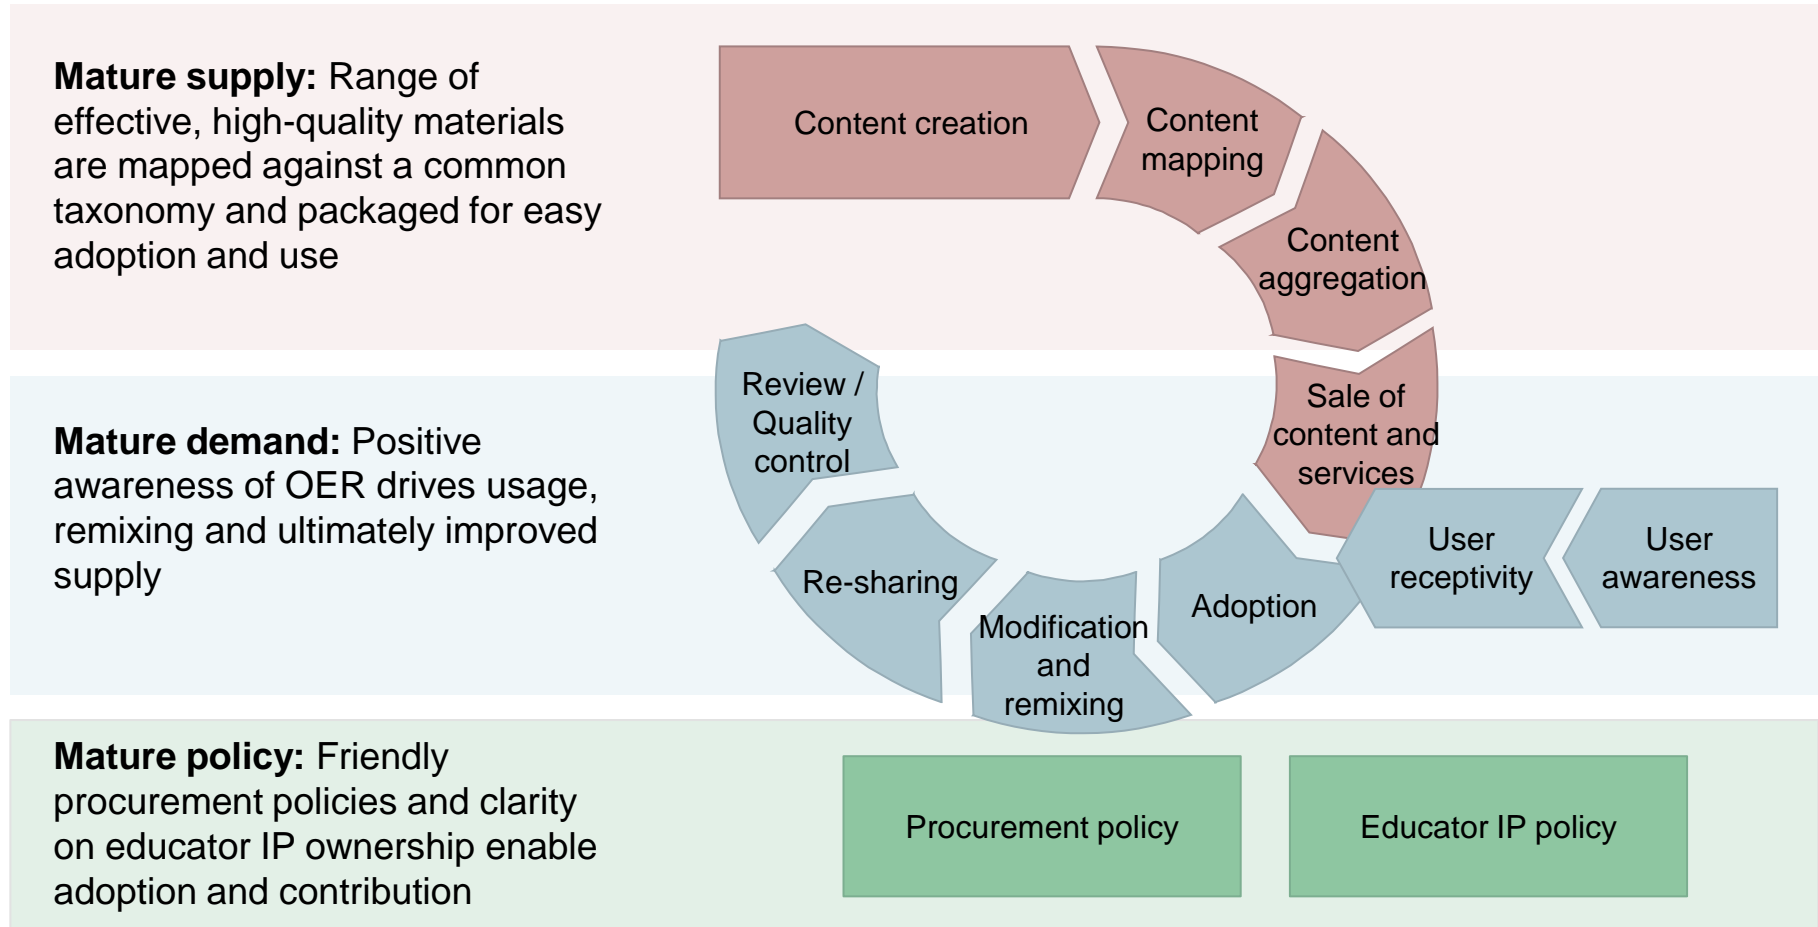 Mature supply: Range of
effective, high-quality materials
are mapped against a common
taxonomy and packaged for easy
adoption and use
Content creation
Content
mapping
Content
aggregation
Sale of
content and
services
Mature demand: Positive
awareness of OER drives usage,
remixing and ultimately improved
supply
User
awareness
User
receptivity
Adoption
Modification
and
remixing
Re-sharing
Review /
Quality
control
Mature policy: Friendly
procurement policies and clarity
on educator IP ownership enable
adoption and contribution
Procurement policy
Educator IP policy